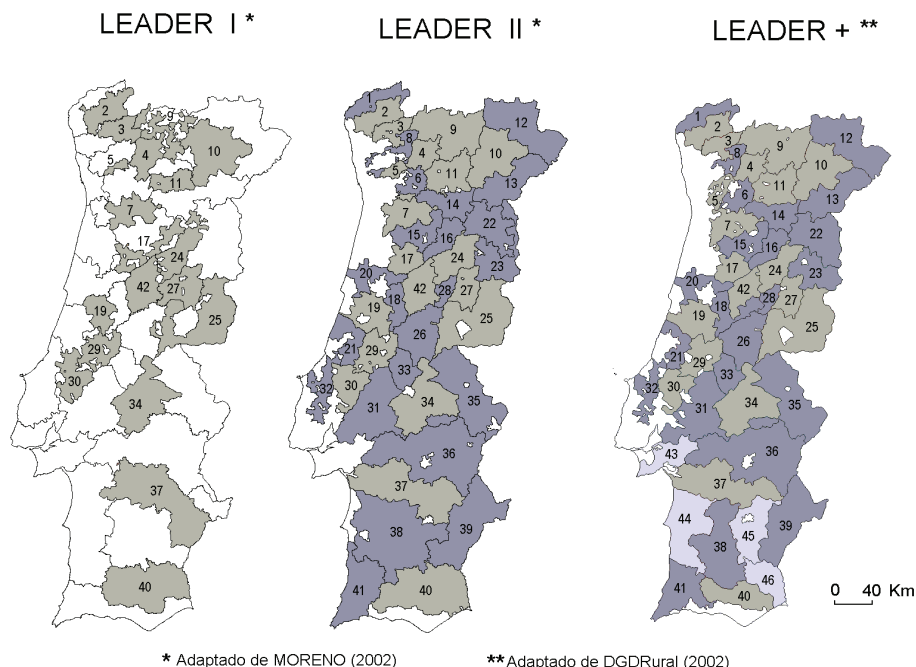 LEADER I * LEADER II * LEADER + **
2 9 3 4 10 5 11 7 17 24 42 27 19 25 29 30 34 37 40
1 2 12 3 9 8 4 10 5 6 11 13 7 14 22 15 16 17 24 23 20 42 28 27 18 19 25 26 21 29 33 32 30 34 35 31 36 37 38 39 41 40
1 2 12 3 9 8 4 10 6 11 5 13 14 7 22 15 16 17 24 23 20 42 28 27 18 19 25 26 21 29 33 32 30 34 35 31 43 36 37 44 39 45 38 46 41 40
0 40 Km
* Adaptado de MORENO (2002) **Adaptado de DGDRural (2002)